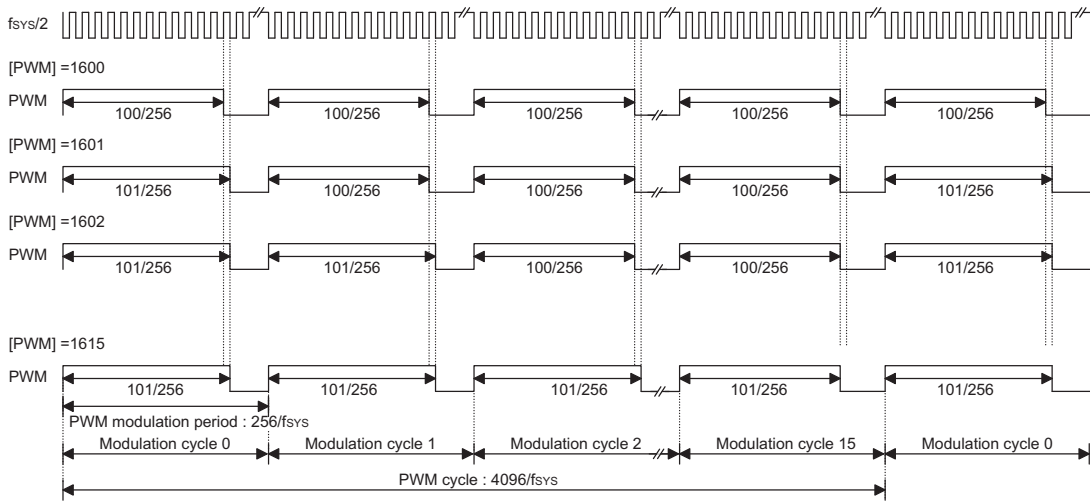 fSYS/2
[PWM] =1600
PWM
100/256 100/256 100/256 100/256 100/256
[PWM] =1601
PWM
101/256 100/256 100/256 100/256 101/256
[PWM] =1602
PWM
101/256 101/256 100/256 100/256 101/256
[PWM] =1615
PWM
101/256 101/256 101/256 101/256 101/256
PWM modulation period : 256/fSYS
Modulation cycle 0 Modulation cycle 1 Modulation cycle 2 Modulation cycle 15 Modulation cycle 0
PWM cycle : 4096/fSYS